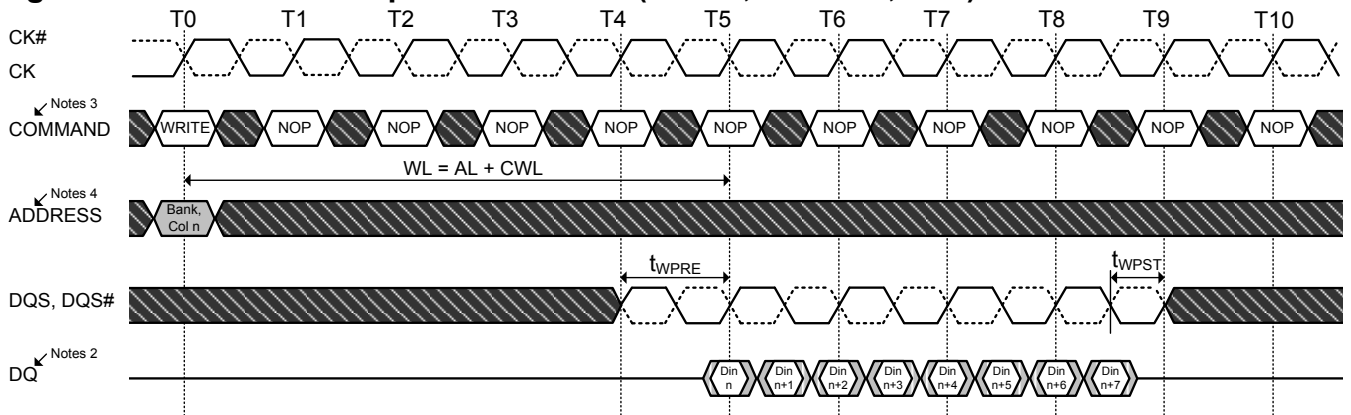 T0 T1 T2 T3 T4 T5 T6 T7 T8 T9 T10
CK#
CK
Notes 3
COMMAND WRITE NOP NOP NOP NOP NOP NOP NOP NOP NOP NOP
WL = AL + CWL
Notes 4
ADDRESS
Bank,
Col n
tWPRE tWPST
DQS, DQS#
Notes 2
DQ
Din n Din n+1 Din n+2 Din n+3 Din n+4 Din n+5 Din n+6 Din n+7